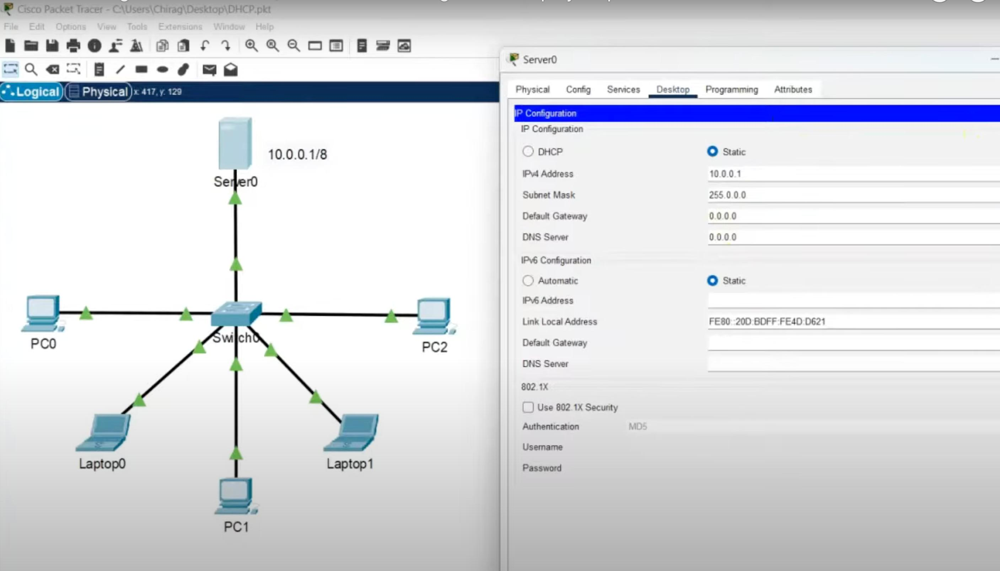 Cisco Packet Tracer - C:\Users\Chirag\Desktop\DHCP.pkt
File Edit Options View Tools Extensions Window Help
Logical Physical x: 417, y: 129
10.0.0.1/8
Server0
PC0
Switch0
PC2
Laptop0
Laptop1
PC1
Server0
Physical Config Services Desktop Programming Attributes
IP Configuration
IP Configuration
DHCP Static
IPv4 Address 10.0.0.1
Subnet Mask 255.0.0.0
Default Gateway 0.0.0.0
DNS Server 0.0.0.0
IPv6 Configuration
Automatic Static
IPv6 Address
Link Local Address FE80::20D:BDFF:FE4D:D621
Default Gateway
DNS Server
802.1X
Use 802.1X Security
Authentication MD5
Username
Password